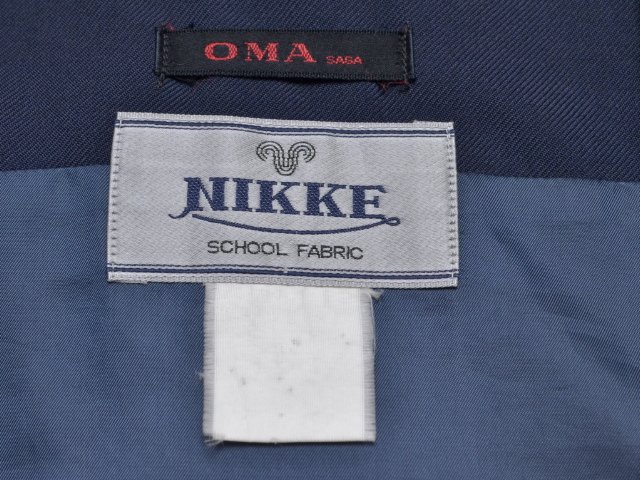 OMA SASA
NIKKE
SCHOOL FABRIC